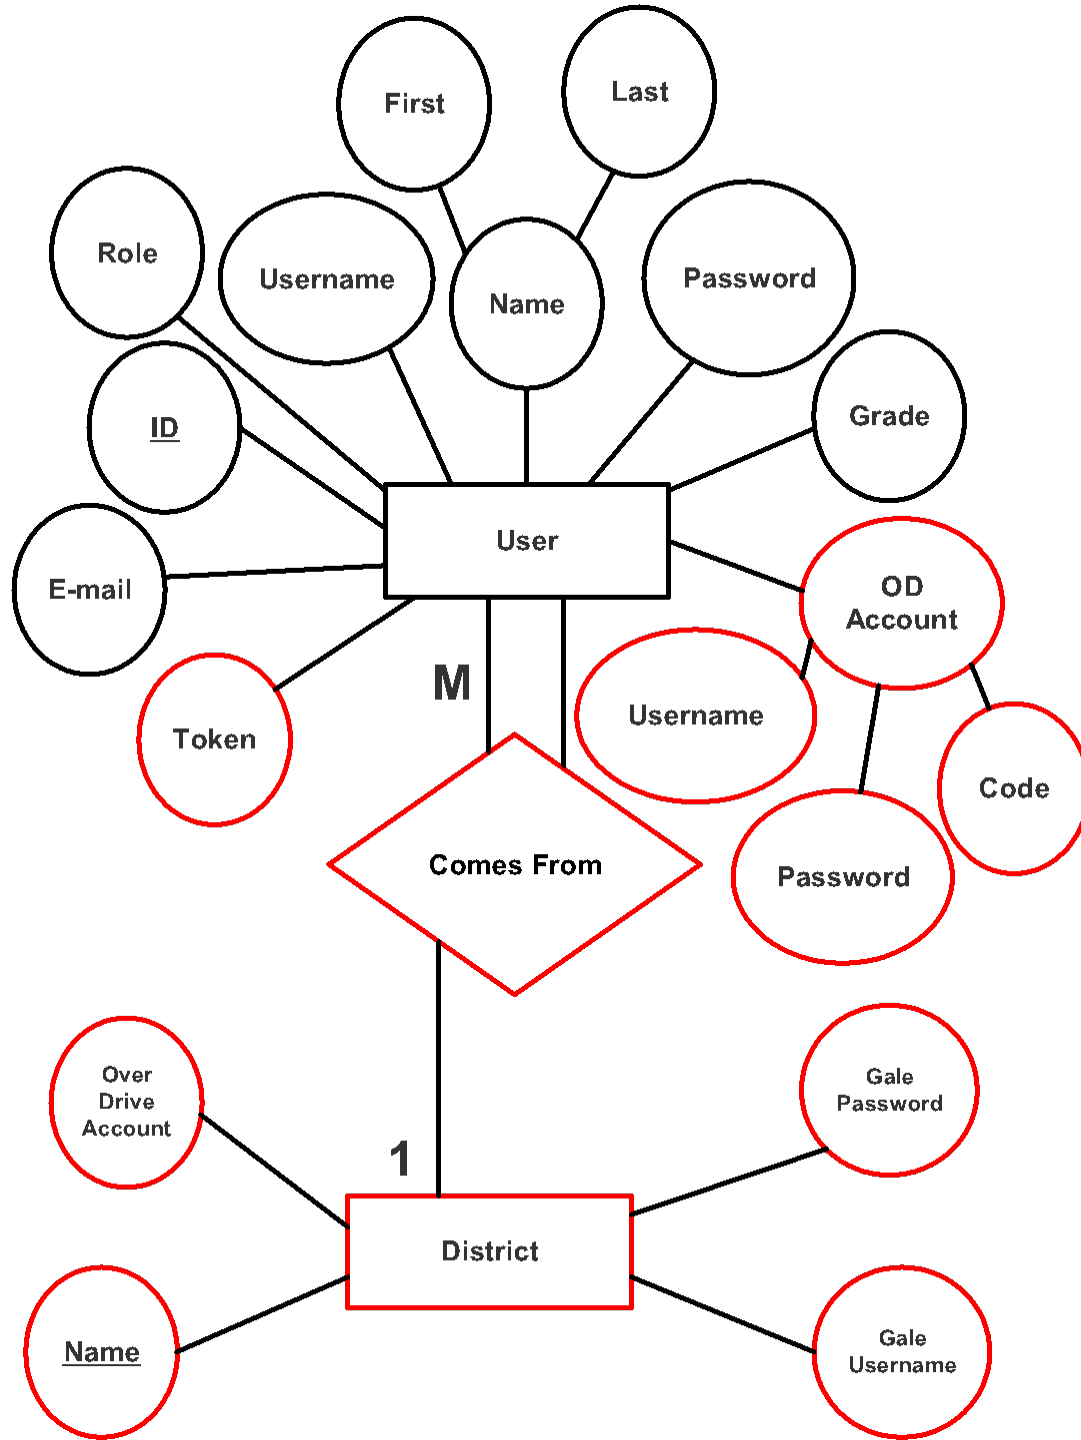 First
Last
Role
Username
Name
Password
ID
Grade
User
E-mail
OD
Account
M
Username
Token
Code
Comes From
Password
Over
Drive
Account
Gale
Password
1
District
Name
Gale
Username